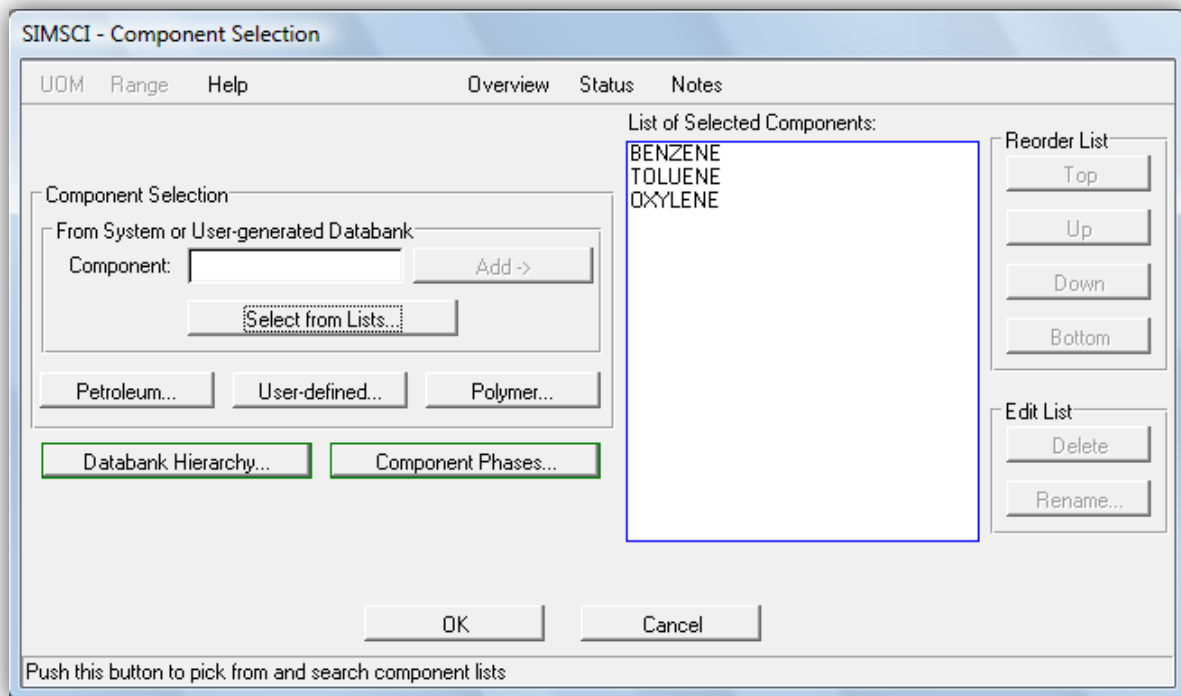 SIMSCI - Component Selection
UOM Range Help Overview Status Notes
List of Selected Components:
BENZENE
TOLUENE
OXYLENE
Component Selection
From System or User-generated Databank
Component:
Add ->
Select from Lists...
Petroleum...
User-defined...
Polymer...
Databank Hierarchy...
Component Phases...
Reorder List
Top
Up
Down
Bottom
Edit List
Delete
Rename...
OK
Cancel
Push this button to pick from and search component lists